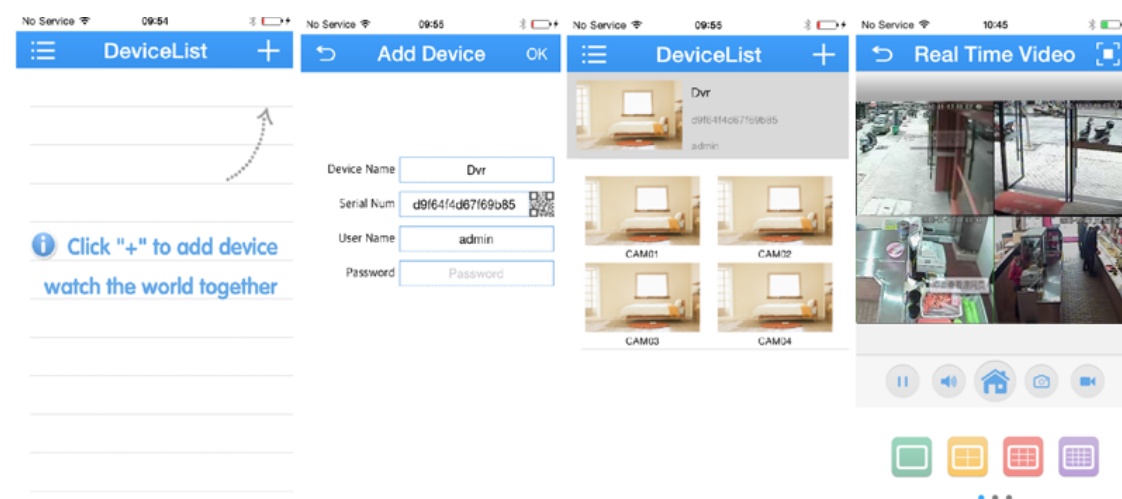 No Service 09:54
DeviceList
Click "+" to add device
watch the world together
No Service 09:55
Add Device OK
Device Name Dvr
Serial Num d9f64f4d67f69b85
User Name admin
Password Password
No Service 09:55
DeviceList
Dvr
d9f64f4d67f69b85
admin
CAM01 CAM02
CAM03 CAM04
No Service 10:45
Real Time Video